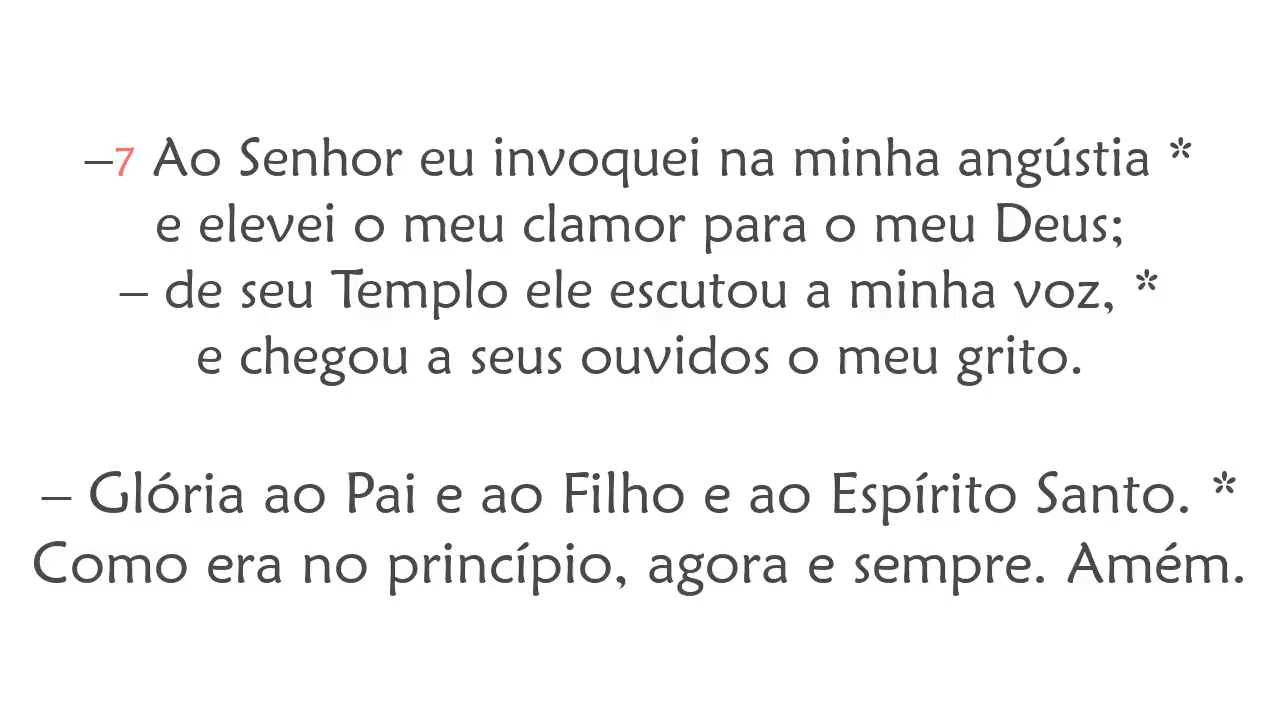 –7 Ao Senhor eu invoquei na minha angústia *
e elevei o meu clamor para o meu Deus;
– de seu Templo ele escutou a minha voz, *
e chegou a seus ouvidos o meu grito.
– Glória ao Pai e ao Filho e ao Espírito Santo. *
Como era no princípio, agora e sempre. Amém.